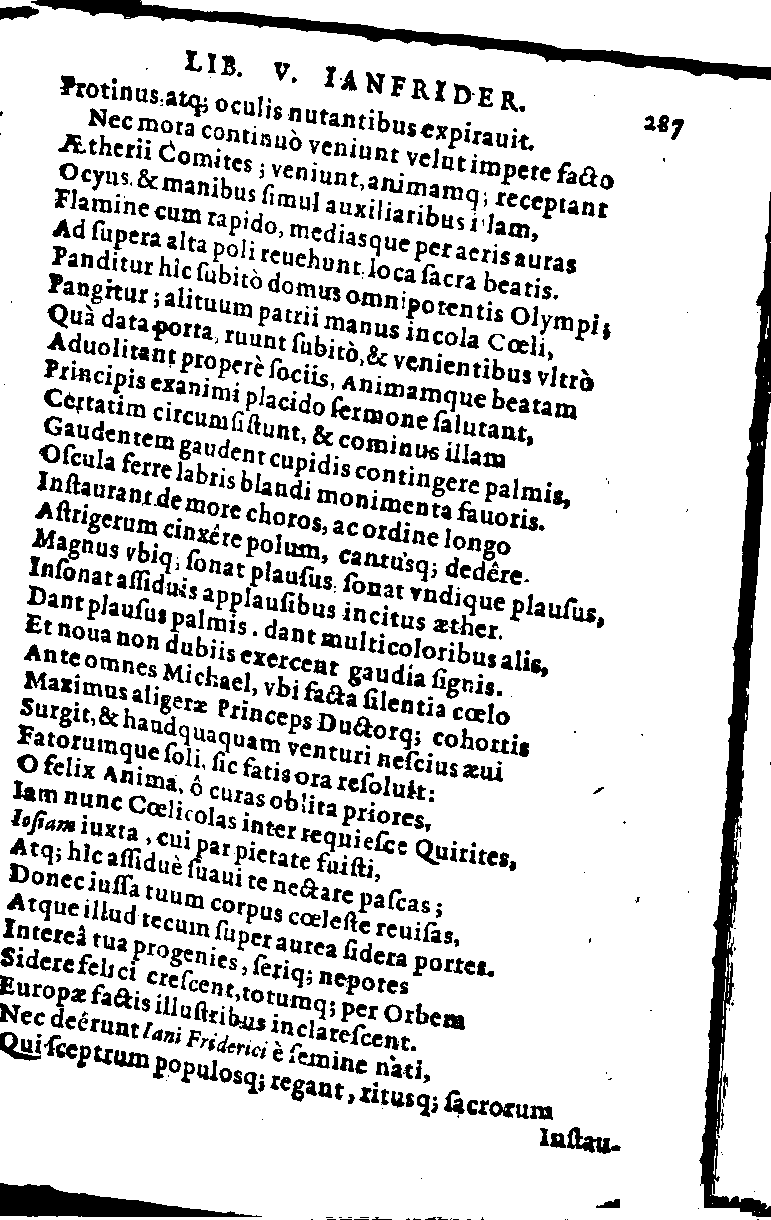 LIB. V. IANFRIDER.
287
Protinus, atq; oculis nutantibus expirauit.
Nec mora continuò veniunt velut impete facto
Ætherii Comites; veniunt, animamq; receptant
Ocyus, & manibus ſimul auxiliaribus illam,
Flamine cum rapido, mediasque per aeris auras
Ad ſupera alta poli reuehunt loca ſacra beatis.
Panditur hîc ſubitò domus omnipotentis Olympi;
Pangitur; alituum patrii manus incola Cœli,
Quà data porta, ruunt ſubitò, & venientibus vltrò
Aduolitant properè ſociis, Animamque beatam
Principis exanimi placido ſermone ſalutant,
Certatim circumſiſtunt, & cominus illam
Gaudentem gaudent cupidis contingere palmis,
Oſcula ferre labris blandi monimenta fauoris.
Inſtaurant de more choros, ac ordine longo
Aſtrigerum cinxêre polum, cantuſq; dedêre.
Magnus vbiq; ſonat plauſus, ſonat vndique plauſus,
Inſonat aſſiduis applauſibus incitus æther.
Dant plauſus palmis, dant multicoloribus alis,
Et noua non dubiis exercent gaudia ſignis.
Ante omnes Michael, vbi facta ſilentia cœlo
Maximus aligeræ Princeps Ductorq; cohortis
Surgit, & haudquaquam venturi neſcius æui
Fatorumque ſoli, ſic fatis ora reſoluit:
O felix Anima, ô curas oblita priores,
Iam nunc Cœlicolas inter requieſce Quirites,
Ioſiam iuxta, cui par pietate fuiſti,
Atq; hîc aſſiduè ſuaui te nectare paſcas;
Donec iuſſa tuum corpus cœleſte reuiſas,
Atque illud tecum ſuper aurea ſidera portes.
Intereà tua progenies, ſeriq; nepotes
Sidere felici creſcent, totumq; per Orbem
Europæ factis illuſtribus inclareſcent.
Nec deérunt Iani Friderici è ſemine nati,
Qui ſceptrum populoſq; regant, ritusq; ſacrorum
Inſtau-